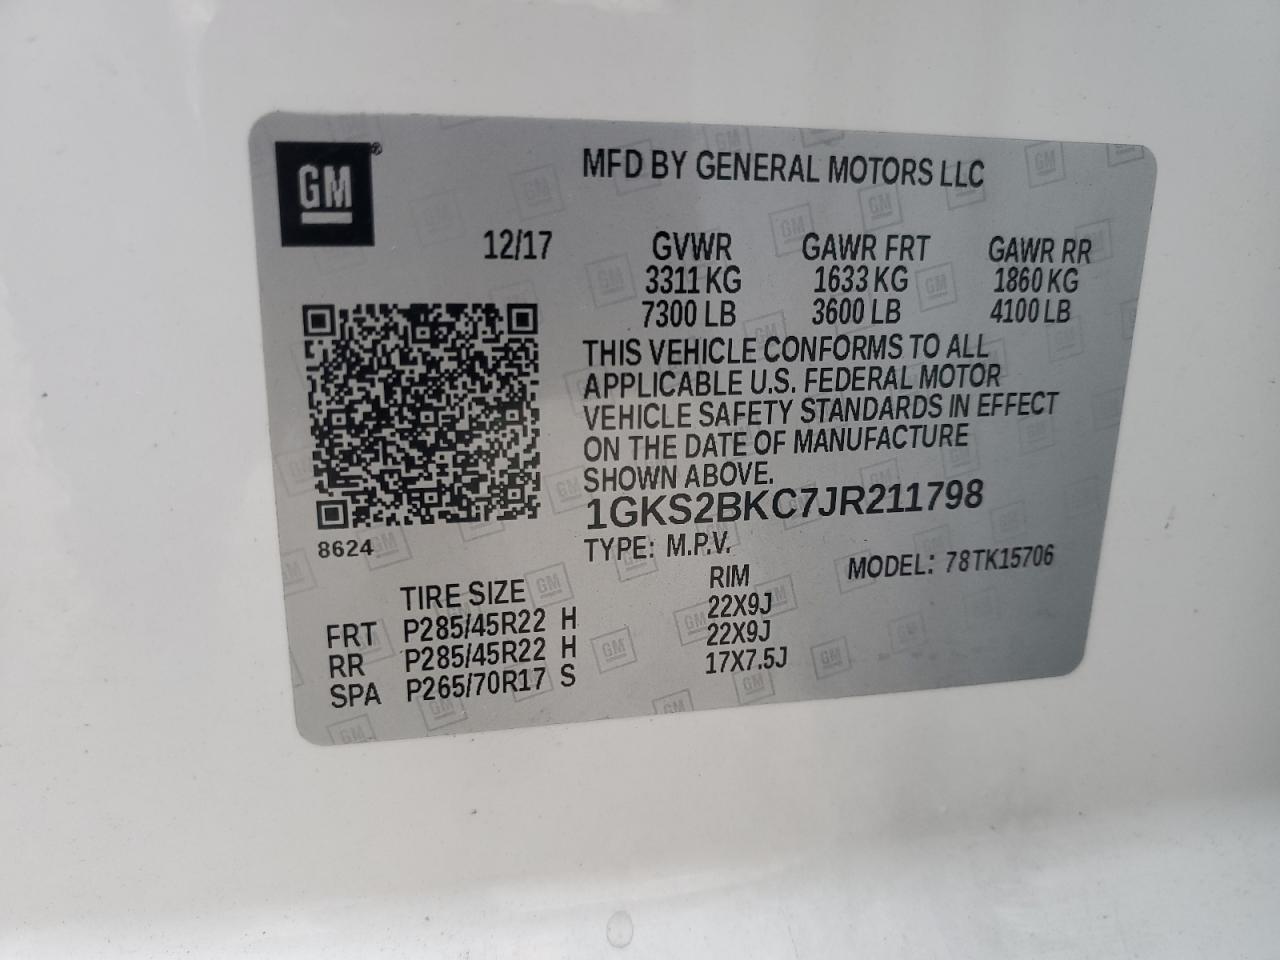 GM®
MFD BY GENERAL MOTORS LLC
12/17 GVWR GAWR FRT GAWR RR
3311 KG 1633 KG 1860 KG
7300 LB 3600 LB 4100 LB
THIS VEHICLE CONFORMS TO ALL
APPLICABLE U.S. FEDERAL MOTOR
VEHICLE SAFETY STANDARDS IN EFFECT
ON THE DATE OF MANUFACTURE
SHOWN ABOVE.
1GKS2BKC7JR211798
8624
TYPE: M.P.V. MODEL: 78TK15706
TIRE SIZE RIM
FRT P285/45R22 H 22X9J
RR P285/45R22 H 22X9J
SPA P265/70R17 S 17X7.5J